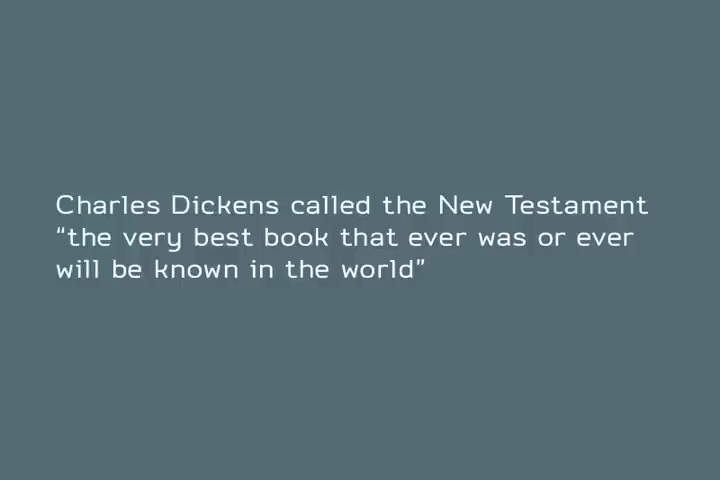 Charles Dickens called the New Testament
“the very best book that ever was or ever
will be known in the world”